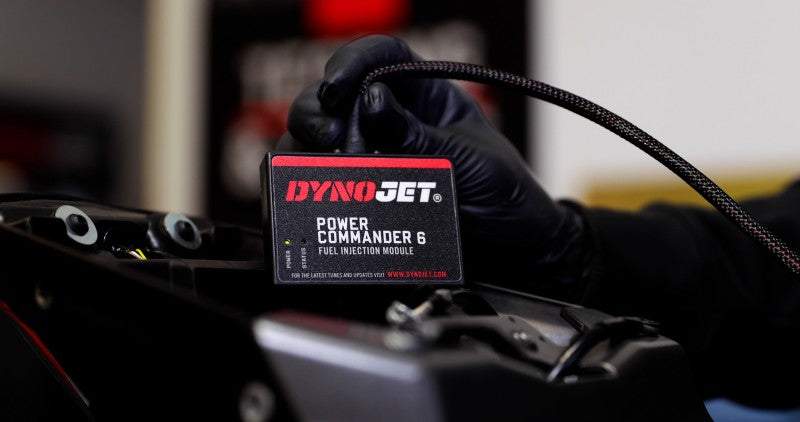 DYNOJET®
POWER
COMMANDER 6
FUEL INJECTION MODULE
POWER
STATUS
FOR THE LATEST TUNES AND UPDATES VISIT WWW.DYNOJET.COM